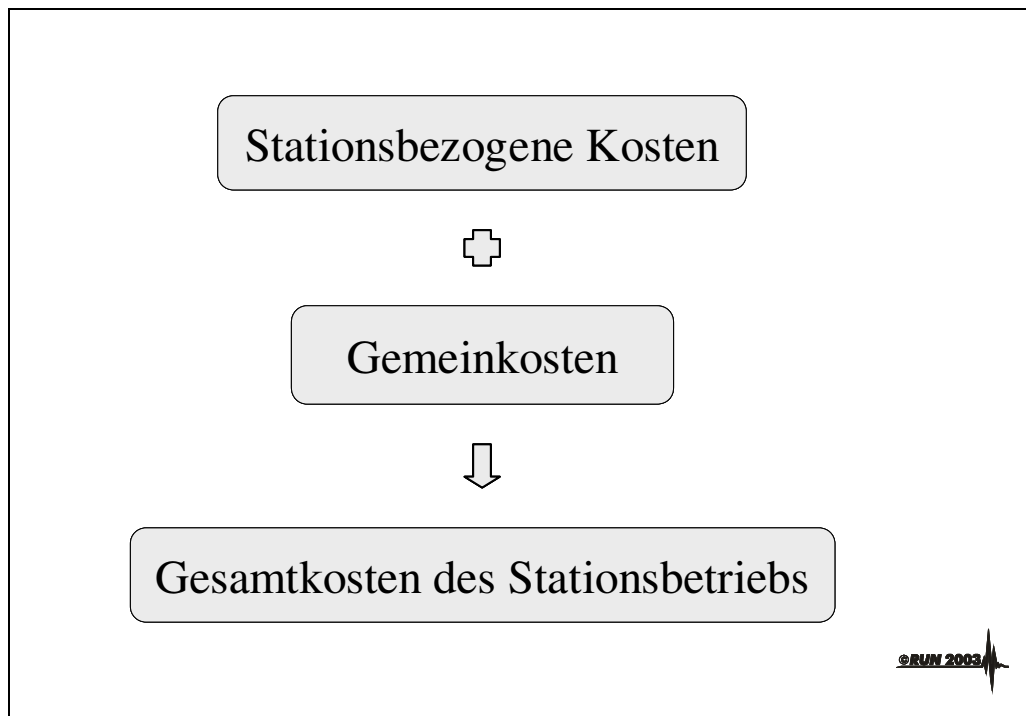 Stationsbezogene Kosten
Gemeinkosten
Gesamtkosten des Stationsbetriebs
©RUN 2003